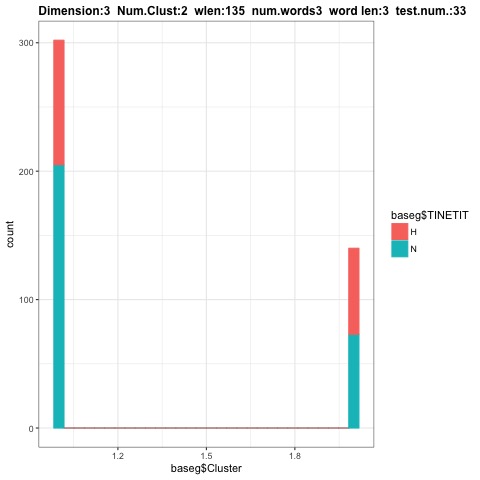 Dimension:3  Num.Clust:2  wlen:135  num.words3  word len:3  test.num.:33
300
200
100
0
count
1.2 1.5 1.8
baseg$Cluster
baseg$TINETIT
H
N